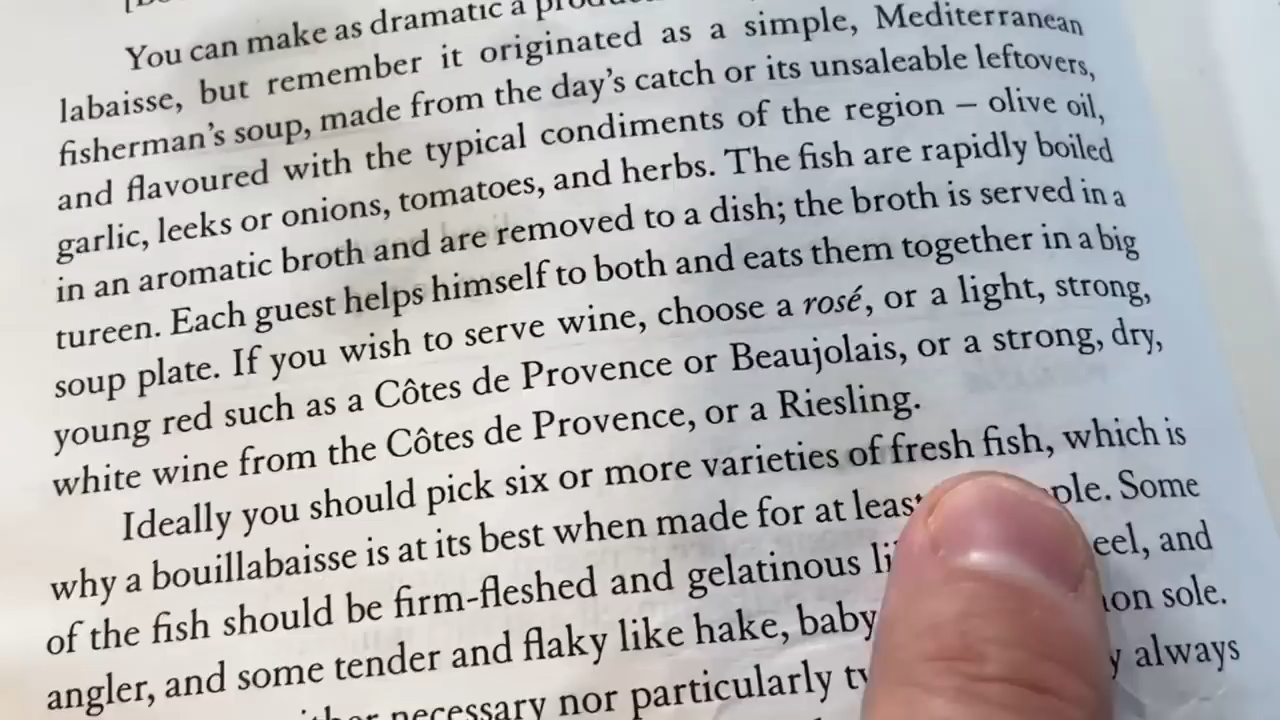 You can make as dramatic a
labaisse, but remember it originated as a simple, Mediterranean
fisherman's soup, made from the day's catch or its unsaleable leftovers,
and flavoured with the typical condiments of the region – olive oil,
garlic, leeks or onions, tomatoes, and herbs. The fish are rapidly boiled
in an aromatic broth and are removed to a dish; the broth is served in a
tureen. Each guest helps himself to both and eats them together in a big
soup plate. If you wish to serve wine, choose a rosé, or a light, strong,
young red such as a Côtes de Provence or Beaujolais, or a strong, dry,
white wine from the Côtes de Provence, or a Riesling.
Ideally you should pick six or more varieties of fresh fish, which is
why a bouillabaisse is at its best when made for at least Some
of the fish should be firm-fleshed and gelatinous eel, and
angler, and some tender and flaky like hake, baby sole.
necessary nor particularly always